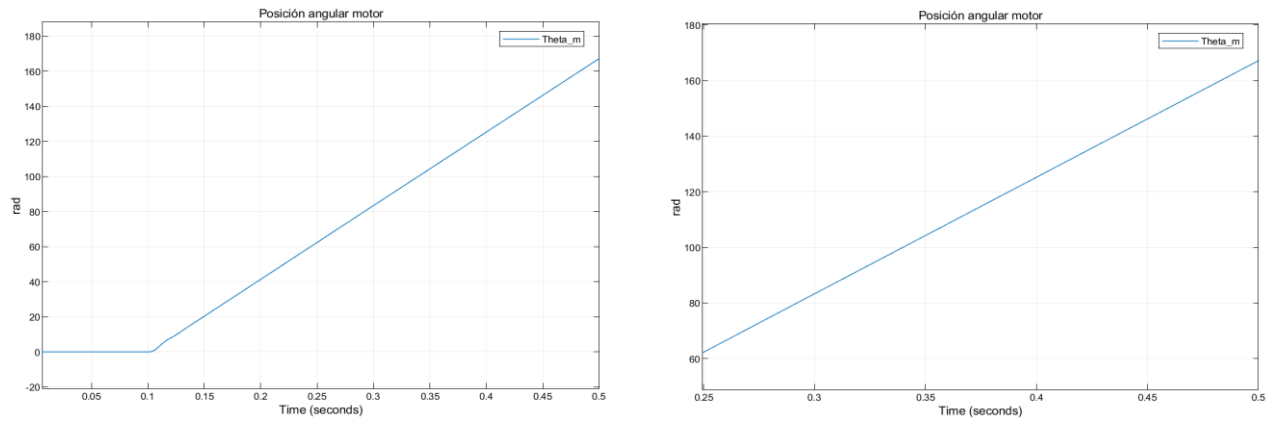 Posición angular motor
Theta_m
180
160
140
120
100
80
60
40
20
0
-20
rad
0.05 0.1 0.15 0.2 0.25 0.3 0.35 0.4 0.45 0.5
Time (seconds)
Posición angular motor
Theta_m
180
160
140
120
100
80
60
rad
0.25 0.3 0.35 0.4 0.45 0.5
Time (seconds)